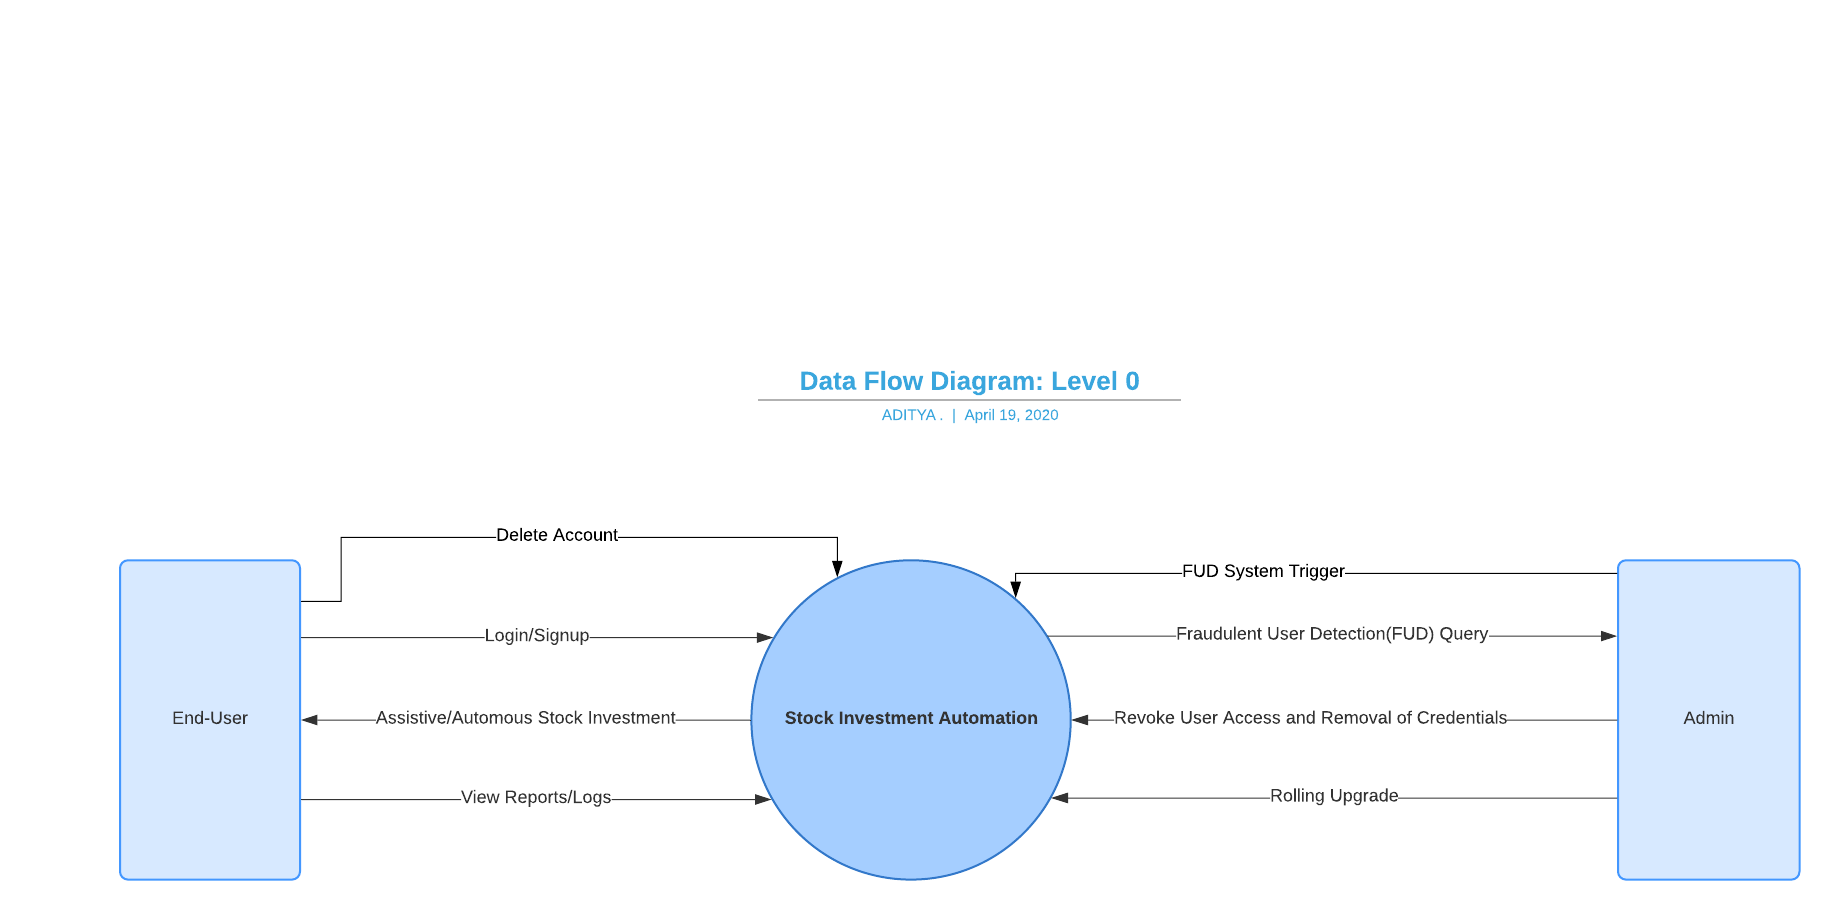 Data Flow Diagram: Level 0
ADITYA . | April 19, 2020
Delete Account
FUD System Trigger
Login/Signup
Fraudulent User Detection(FUD) Query
End-User
Assistive/Automous Stock Investment
Stock Investment Automation
Revoke User Access and Removal of Credentials
Admin
View Reports/Logs
Rolling Upgrade